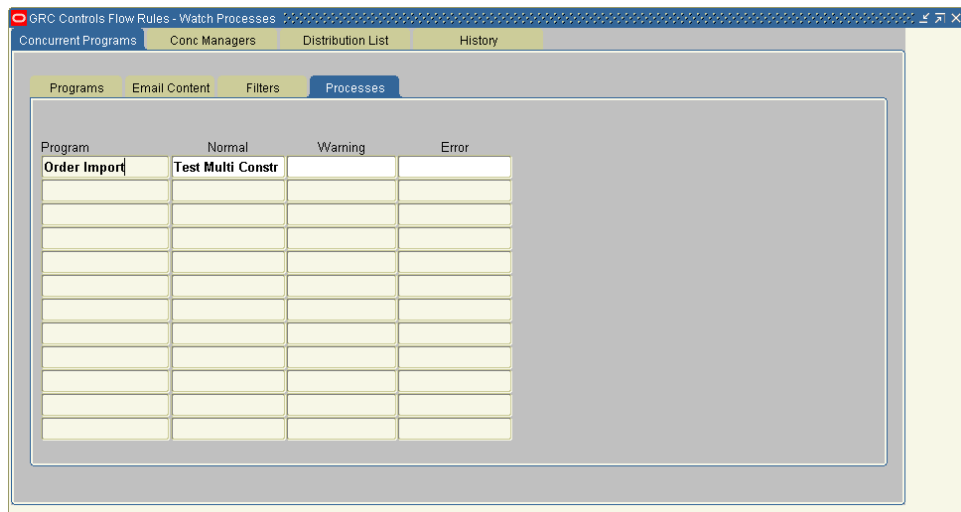 GRC Controls Flow Rules - Watch Processes
Concurrent Programs Conc Managers Distribution List History
Programs Email Content Filters Processes
Program Normal Warning Error
Order Import Test Multi Constr